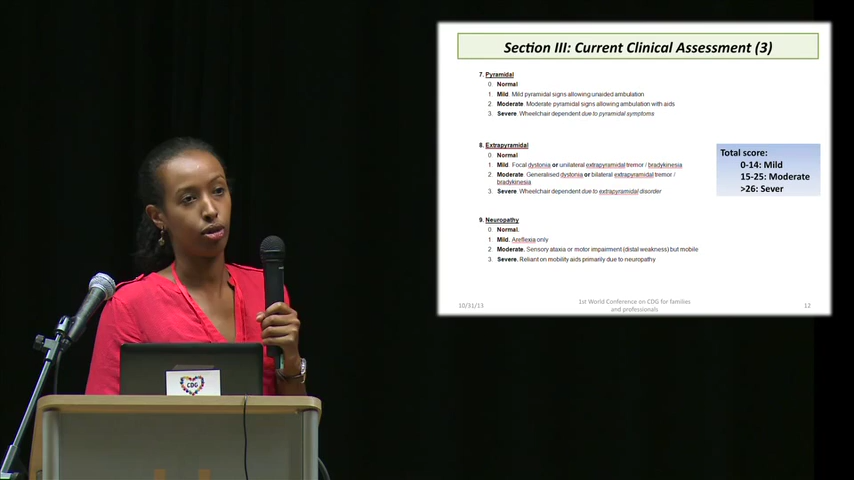 Section III: Current Clinical Assessment (3)
7. Pyramidal
0. Normal
1. Mild. Mild pyramidal signs allowing unaided ambulation
2. Moderate. Moderate pyramidal signs allowing ambulation with aids
3. Severe. Wheelchair dependent due to pyramidal symptoms
8. Extrapyramidal
0. Normal
1. Mild. Focal dystonia or unilateral extrapyramidal tremor / bradykinesia
2. Moderate. Generalised dystonia or bilateral extrapyramidal tremor /
bradykinesia
3. Severe. Wheelchair dependent due to extrapyramidal disorder
Total score:
0-14: Mild
15-25: Moderate
>26: Sever
9. Neuropathy
0. Normal.
1. Mild. Areflexia only
2. Moderate. Sensory ataxia or motor impairment (distal weakness) but mobile
3. Severe. Reliant on mobility aids primarily due to neuropathy
10/31/13
1st World Conference on CDG for families
and professionals
12
CDG